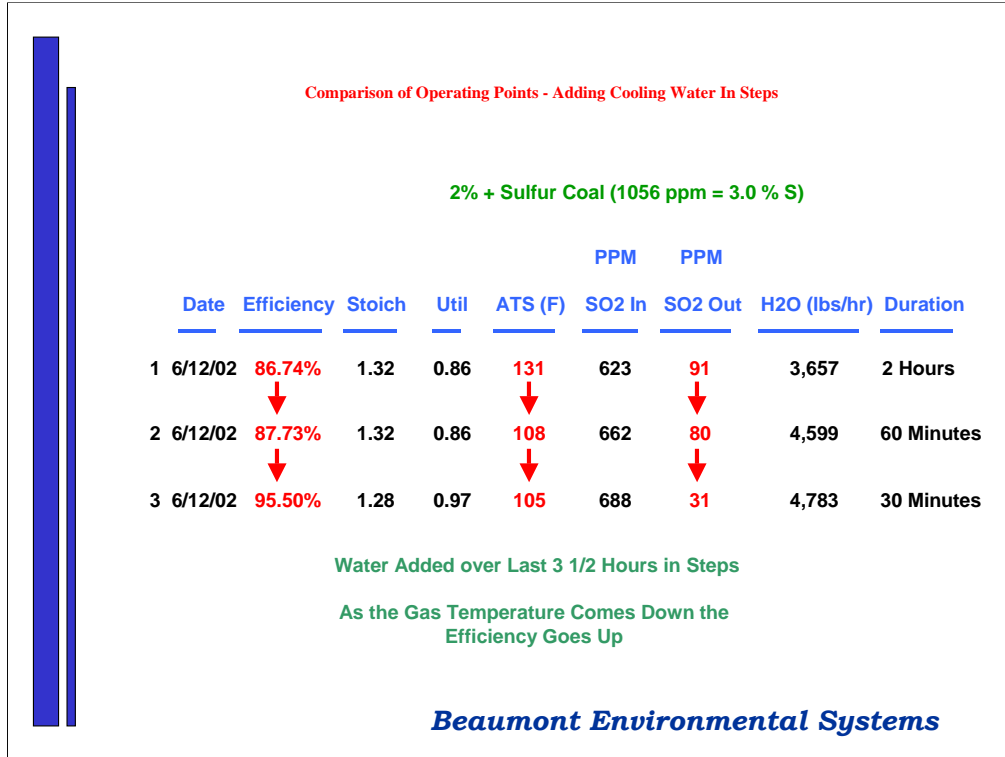 Comparison of Operating Points - Adding Cooling Water In Steps
2% + Sulfur Coal (1056 ppm = 3.0 % S)
PPM PPM
Date Efficiency Stoich Util ATS (F) SO2 In SO2 Out H2O (lbs/hr) Duration
1 6/12/02 86.74% 1.32 0.86 131 623 91 3,657 2 Hours
2 6/12/02 87.73% 1.32 0.86 108 662 80 4,599 60 Minutes
3 6/12/02 95.50% 1.28 0.97 105 688 31 4,783 30 Minutes
Water Added over Last 3 1/2 Hours in Steps
As the Gas Temperature Comes Down the
Efficiency Goes Up
Beaumont Environmental Systems